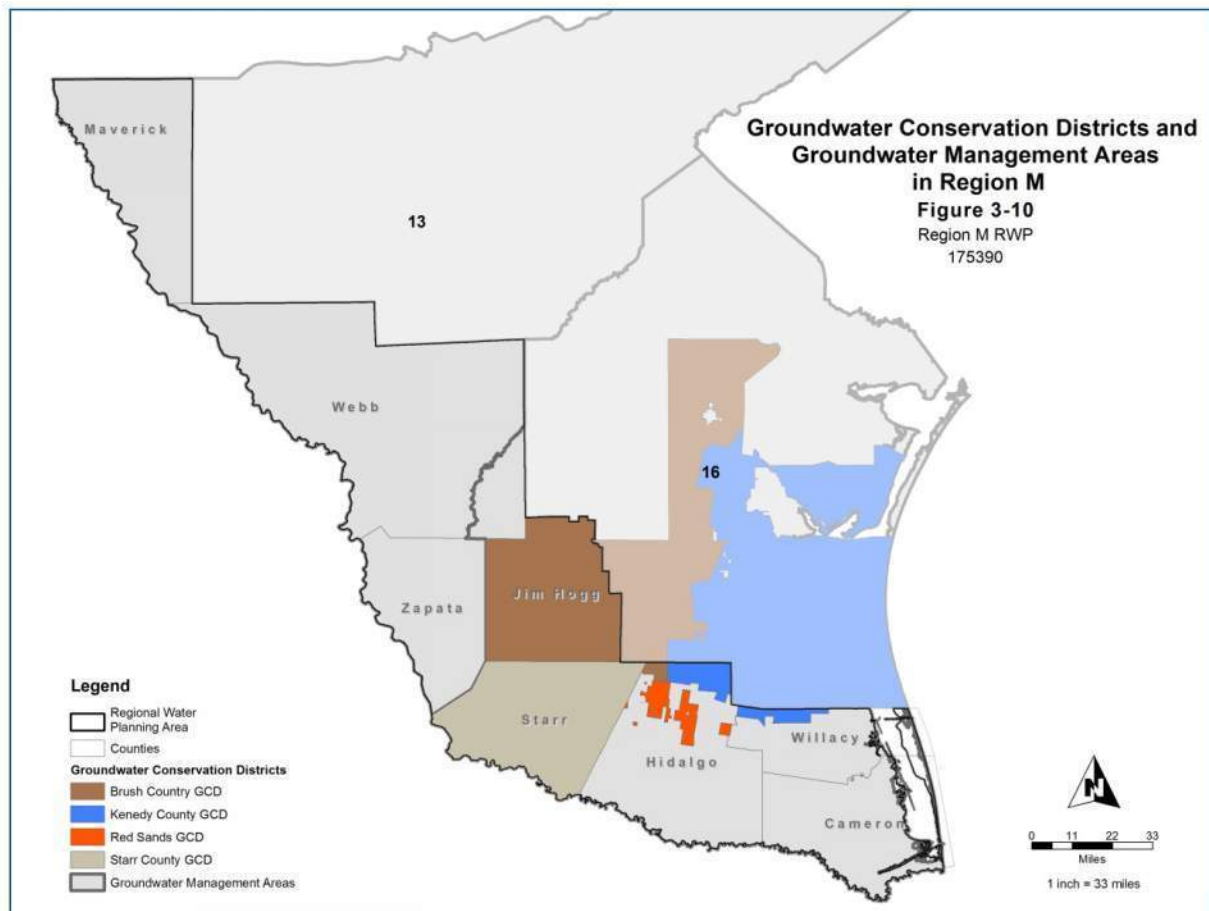 Groundwater Conservation Districts and
Groundwater Management Areas
in Region M
Figure 3-10
Region M RWP
175390
Maverick
13
Webb
16
Jim Hogg
Zapata
Starr
Hidalgo
Willacy
Cameron
Legend
Regional Water
Planning Area
Counties
Groundwater Conservation Districts
Brush Country GCD
Kenedy County GCD
Red Sands GCD
Starr County GCD
Groundwater Management Areas
N
0 11 22 33
Miles
1 inch = 33 miles